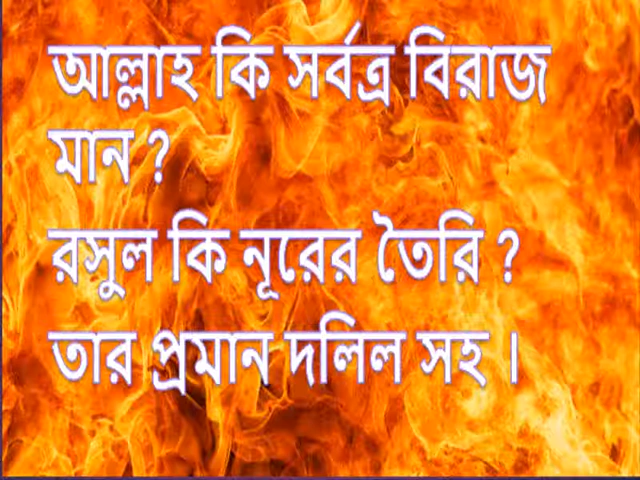 আল্লাহ কি সর্বত্র বিরাজ
মান ?
রসুল কি নূরের তৈরি ?
তার প্রমান দলিল সহ ।